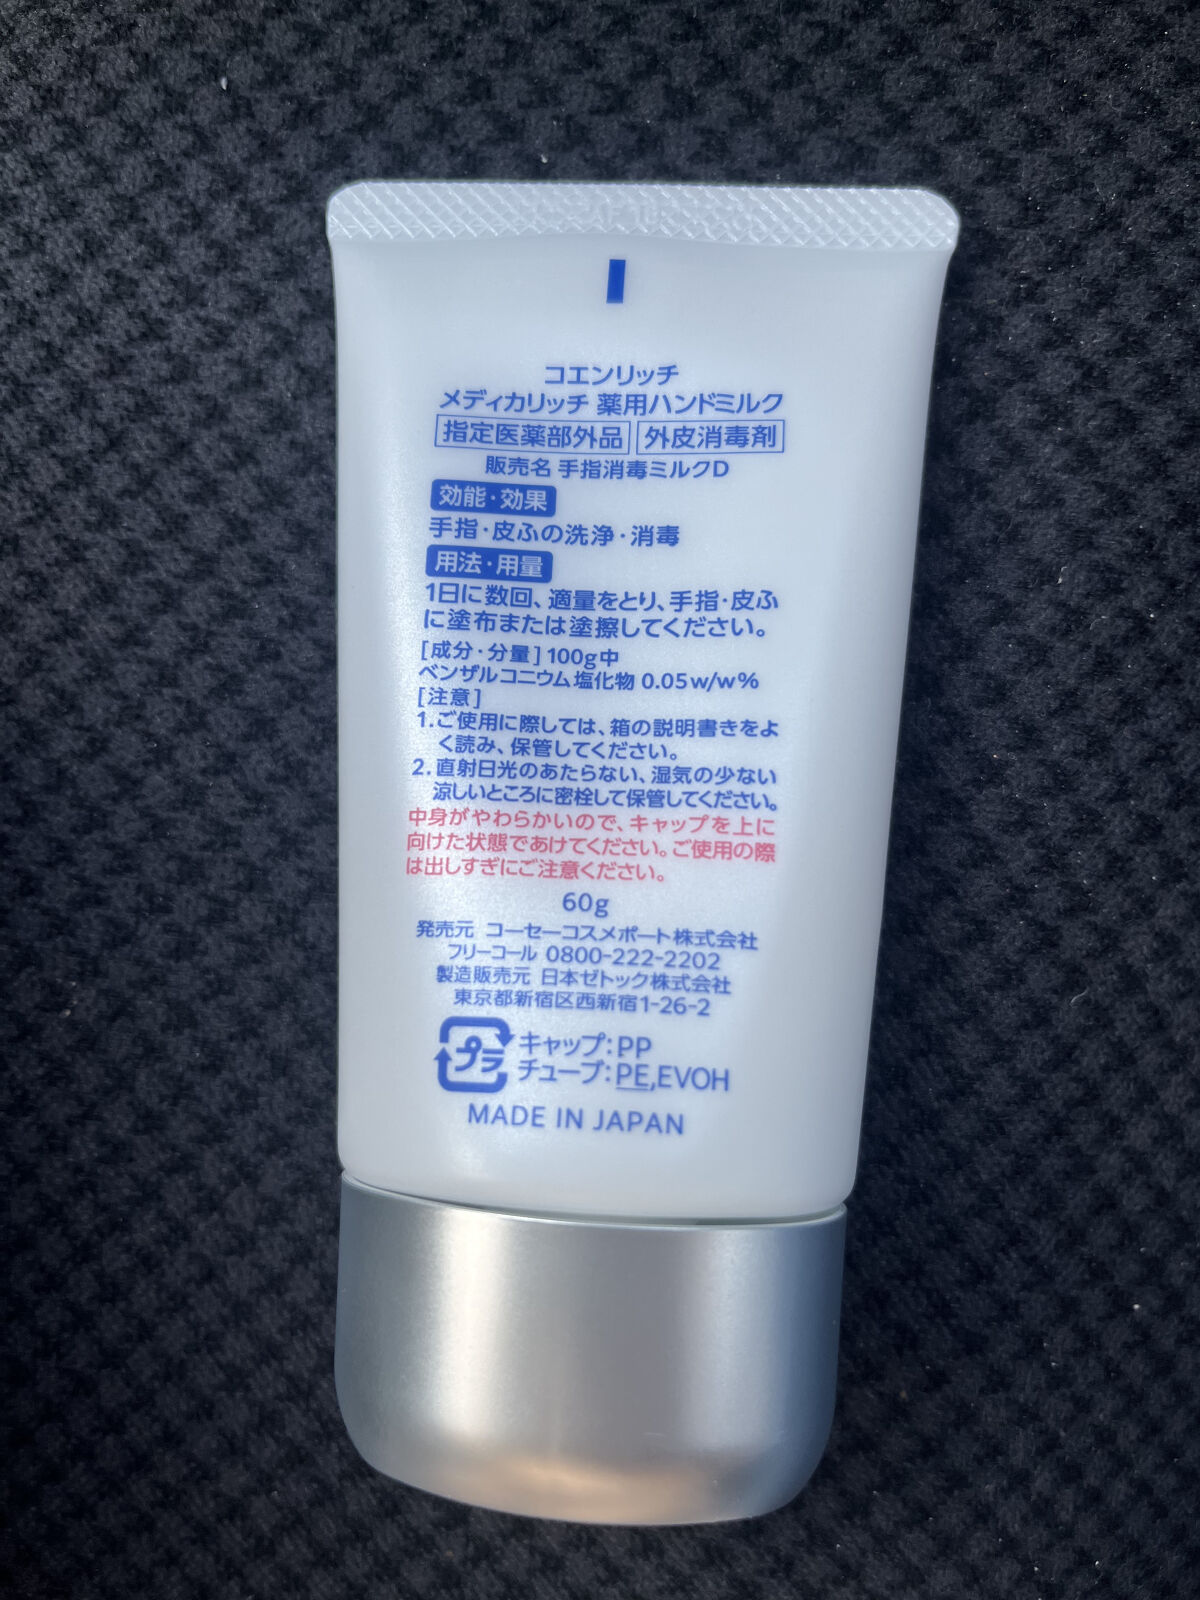 コエンリッチ
メディカリッチ 薬用ハンドミルク
指定医薬部外品 外皮消毒剤
販売名 手指消毒ミルクD
効能・効果
手指・皮ふの洗浄・消毒
用法・用量
1日に数回、適量をとり、手指・皮ふ
に塗布または塗擦してください。
[成分・分量]100g中
ベンザルコニウム塩化物 0.05w/w%
[注意]
1.ご使用に際しては、箱の説明書きをよ
く読み、保管してください。
2.直射日光のあたらない、湿気の少ない
涼しいところに密栓して保管してください。
中身がやわらかいので、キャップを上に
向けた状態であけてください。ご使用の際
は出しすぎにご注意ください。
60g
発売元 コーセーコスメポート株式会社
フリーコール 0800-222-2202
製造販売元 日本ゼトック株式会社
東京都新宿区西新宿1-26-2
プラ キャップ:PP
チューブ:PE,EVOH
MADE IN JAPAN